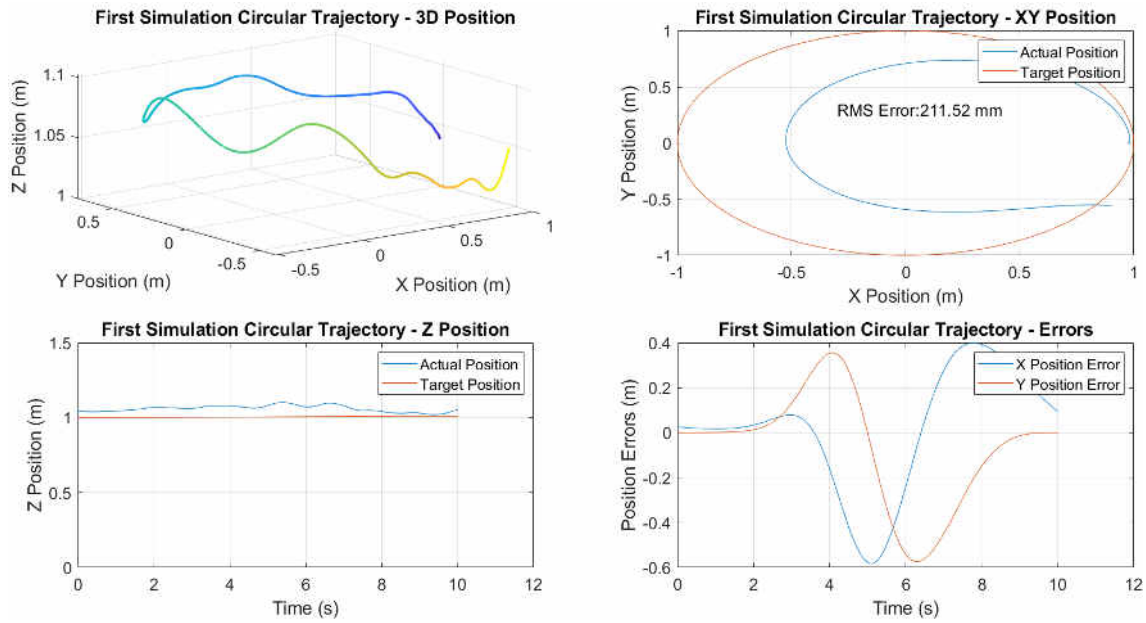 First Simulation Circular Trajectory - 3D Position
Z Position (m)
1.1
1.05
1
0.5
0
-0.5
Y Position (m)
-0.5
0
0.5
1
X Position (m)
First Simulation Circular Trajectory - XY Position
Y Position (m)
1
0.5
0
-0.5
-1
Actual Position
Target Position
RMS Error:211.52 mm
-1
-0.5
0
0.5
1
X Position (m)
First Simulation Circular Trajectory - Z Position
Z Position (m)
1.5
1
0.5
0
Actual Position
Target Position
0
2
4
6
8
10
12
Time (s)
First Simulation Circular Trajectory - Errors
Position Errors (m)
0.4
0.2
0
-0.2
-0.4
-0.6
X Position Error
Y Position Error
0
2
4
6
8
10
12
Time (s)